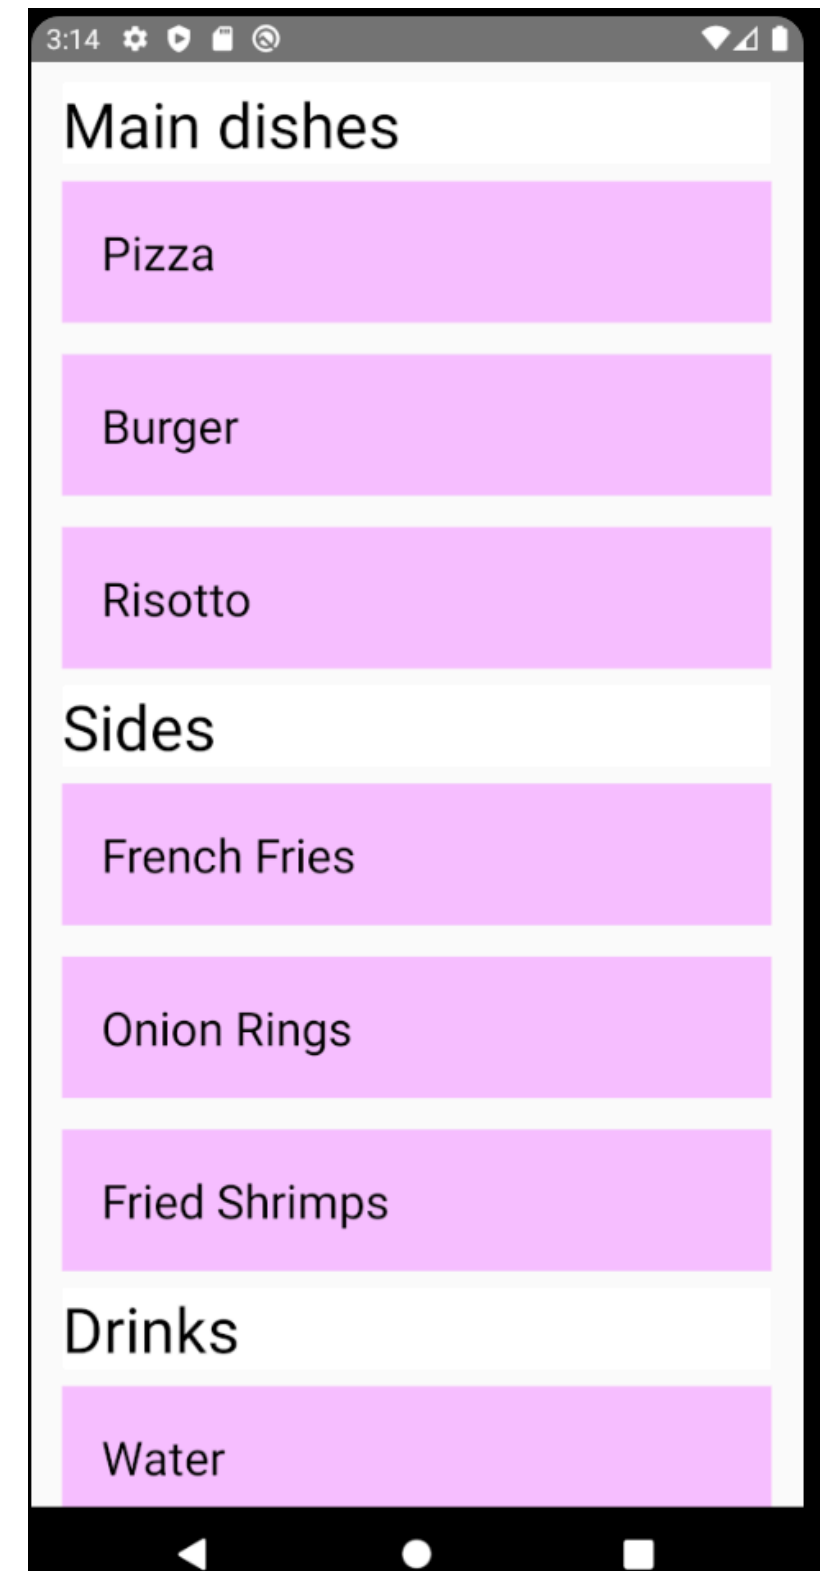 3:14
Main dishes
Pizza
Burger
Risotto
Sides
French Fries
Onion Rings
Fried Shrimps
Drinks
Water